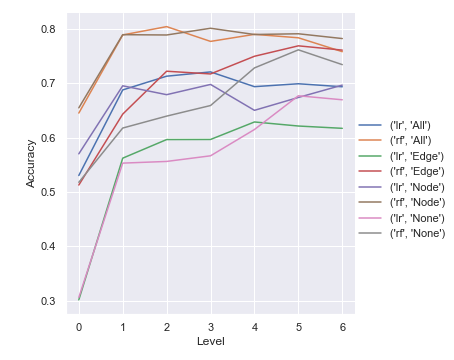 0.8
0.7
0.6
0.5
0.4
0.3
Accuracy
0 1 2 3 4 5 6
Level
('lr', 'All')
('rf', 'All')
('lr', 'Edge')
('rf', 'Edge')
('lr', 'Node')
('rf', 'Node')
('lr', 'None')
('rf', 'None')